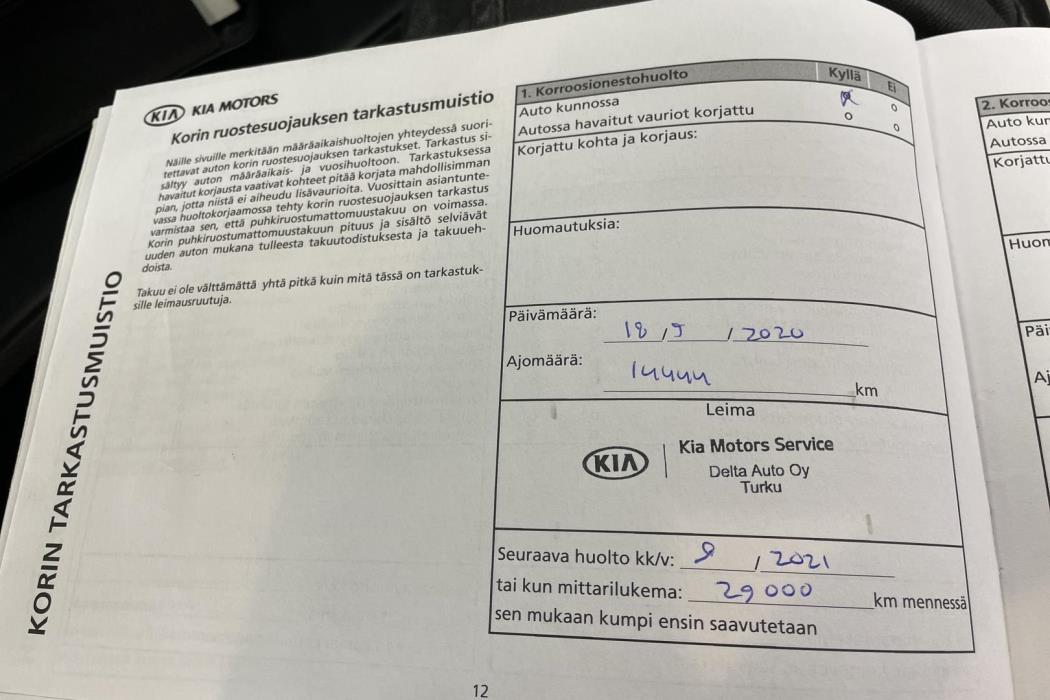 KIA KIA MOTORS
Korin ruostesuojauksen tarkastusmuistio
Näille sivuille merkitään määräaikaishuoltojen yhteydessä suori-
tettavat auton korin ruostesuojauksen tarkastukset. Tarkastus si-
sältyy auton määräaikais- ja vuosihuoltoon. Tarkastuksessa
havaitut korjausta vaativat kohteet pitää korjata mahdollisimman
pian, jotta niistä ei aiheudu lisävaurioita. Vuosittain asiantunte-
vassa huoltokorjaamossa tehty korin ruostesuojauksen tarkastus
varmistaa sen, että puhkiruostumattomuustakuu on voimassa.
Korin puhkiruostumattomuustakuun pituus ja sisältö selviävät
uuden auton mukana tulleesta takuutodistuksesta ja takuueh-
doista.
Takuu ei ole välttämättä yhtä pitkä kuin mitä tässä on tarkastuk-
sille leimausruutuja.
KORIN TARKASTUSMUISTIO
1. Korroosionestohuolto Kyllä Ei
Auto kunnossa
Autossa havaitut vauriot korjattu
Korjattu kohta ja korjaus:
Huomautuksia:
Päivämäärä: 18 / 9 / 2020
Ajomäärä: 14444 km
Leima
KIA Kia Motors Service
Delta Auto Oy
Turku
Seuraava huolto kk/v: 9 / 2021
tai kun mittarilukema: 29 000 km mennessä
sen mukaan kumpi ensin saavutetaan
12
2. Korroos
Auto kur
Autossa
Korjattu
Huom
Päi
Aj